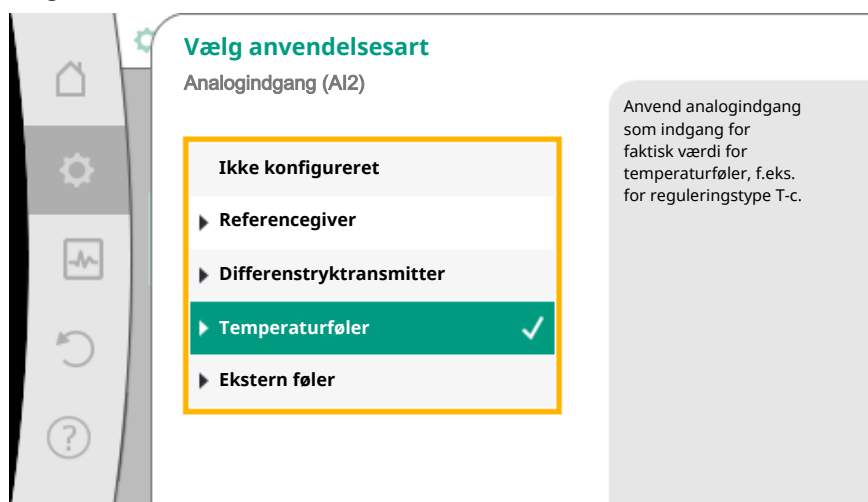 Vælg anvendelsesart
Analogindgang (AI2)
Ikke konfigureret
Referencegiver
Differenstryktransmitter
Temperaturføler
Ekstern føler
Anvend analogindgang
som indgang for
faktisk værdi for
temperaturføler, f.eks.
for reguleringstype T-c.
?